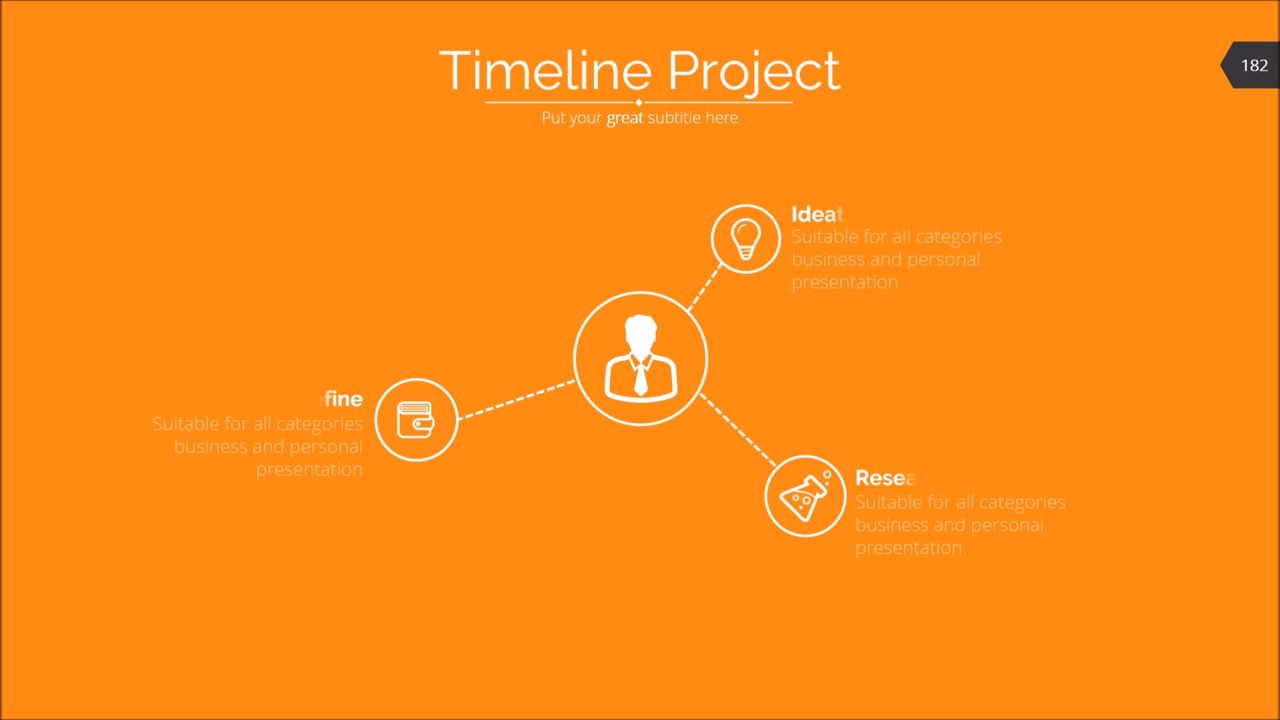 Timeline Project
182
Put your great subtitle here
Ideat
Suitable for all categories
business and personal
presentation
fine
Suitable for all categories
business and personal
presentation
Resea
Suitable for all categories
business and personal
presentation